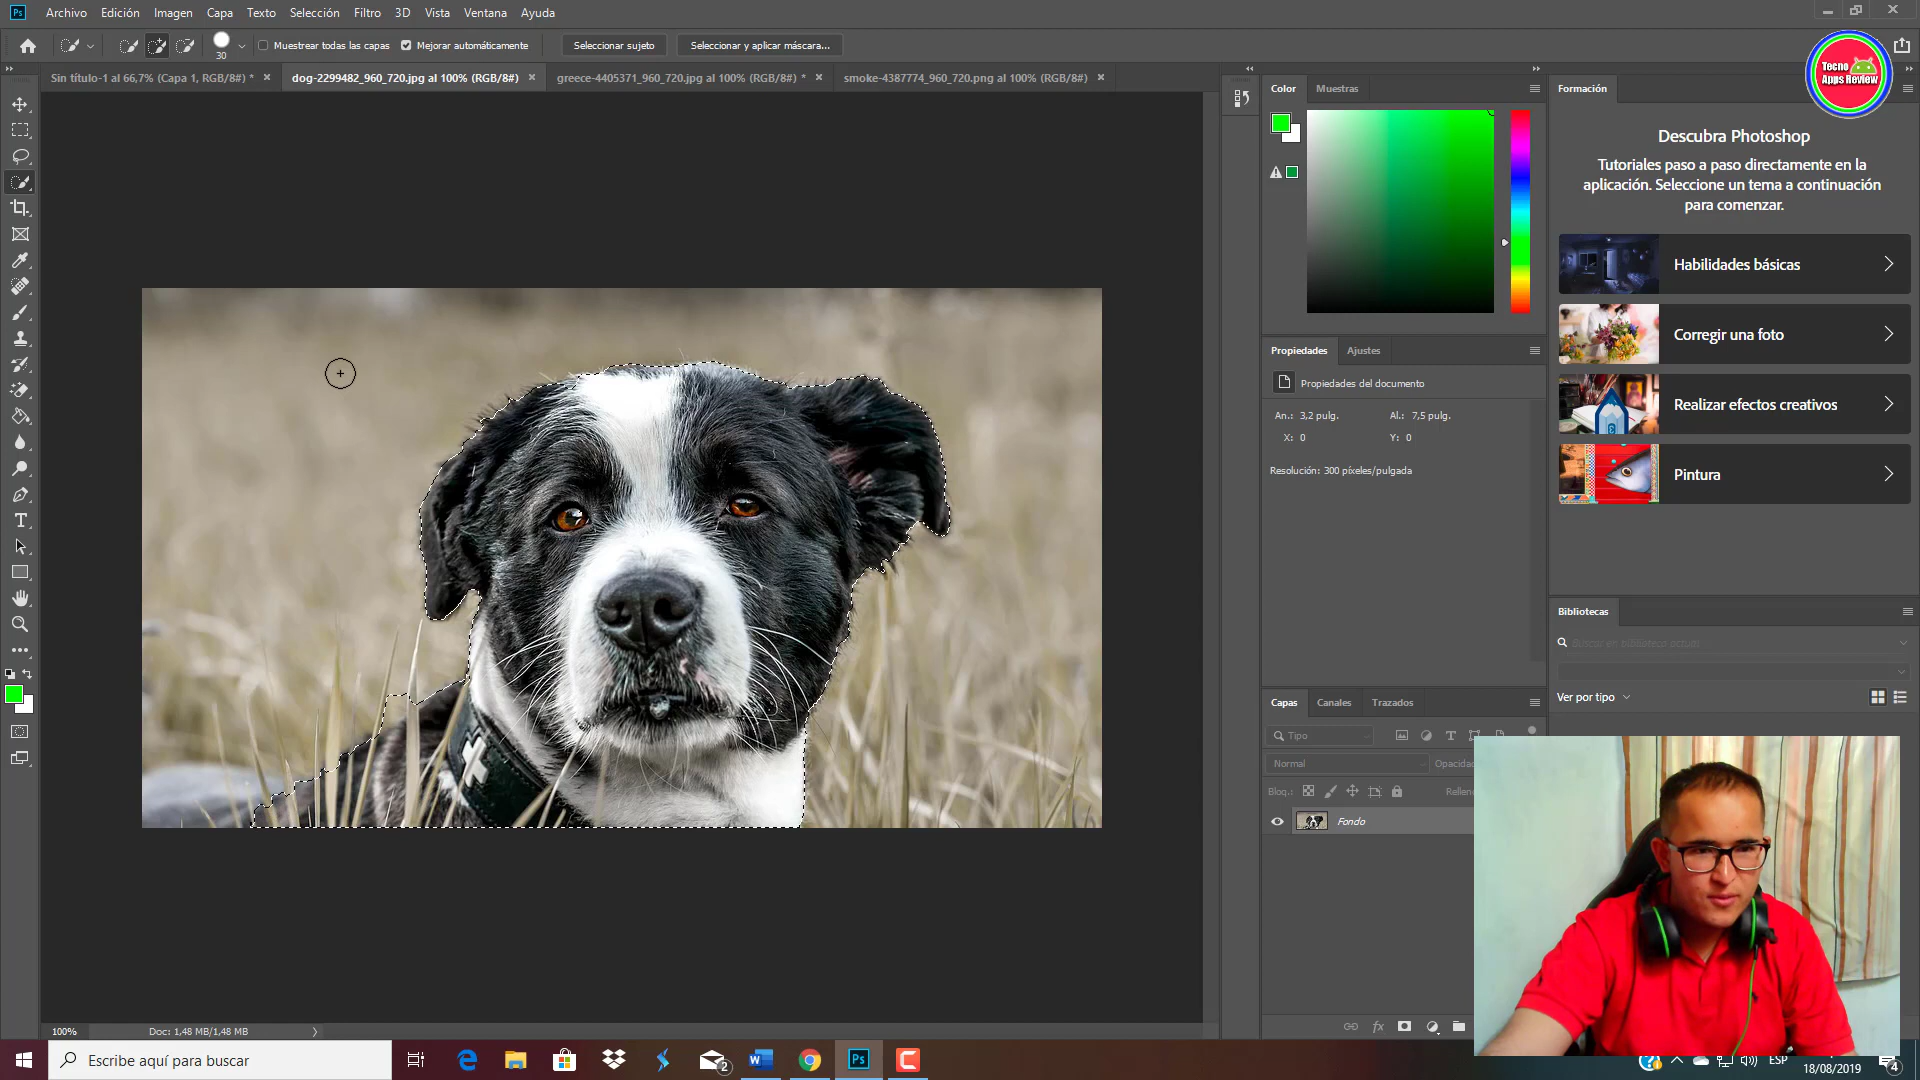 Ps Archivo Edición Imagen Capa Texto Selección Filtro 3D Vista Ventana Ayuda
30 Muestrear todas las capas Mejorar automáticamente Seleccionar sujeto Seleccionar y aplicar máscara...
Sin título-1 al 66,7% (Capa 1, RGB/8#) * dog-2299482_960_720.jpg al 100% (RGB/8#) greece-4405371_960_720.jpg al 100% (RGB/8#) * smoke-4387774_960_720.png al 100% (RGB/8#)
Tecno
Apps Review
Color Muestras
Formación
Descubra Photoshop
Tutoriales paso a paso directamente en la
aplicación. Seleccione un tema a continuación
para comenzar.
Habilidades básicas
Corregir una foto
Realizar efectos creativos
Pintura
Propiedades Ajustes
Propiedades del documento
An.: 3,2 pulg. Al.: 7,5 pulg.
X: 0 Y: 0
Resolución: 300 píxeles/pulgada
Bibliotecas
Ver por tipo
Capas Canales Trazados
Tipo
Normal
Bloq.:
Fondo
fx
100% Doc: 1,48 MB/1,48 MB
Escribe aquí para buscar
2
Ps
ESP
18/08/2019
4